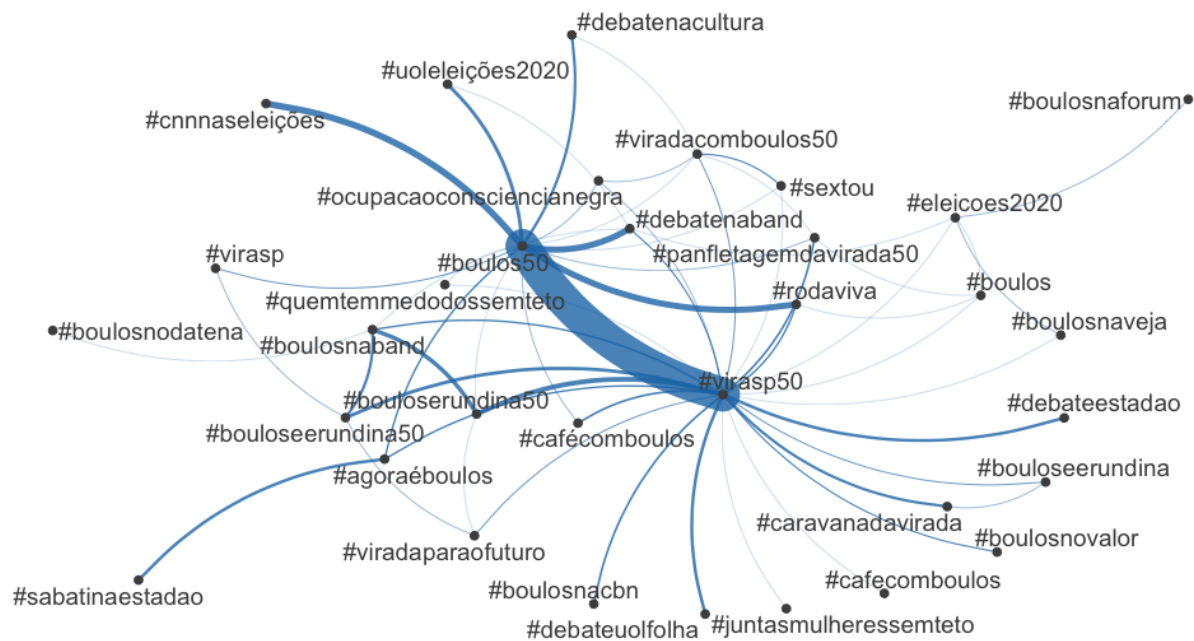 #debatenacultura
#uoleleições2020
#boulosnaforum
#cnnnaseleições
#viradacomboulos50
#sextou
#ocupacaoconsciencianegra
#eleicoes2020
#debatenaband
#virasp
#boulos50
#panfletagemdavirada50
#boulos
#quemtemmedodossemteto
#rodaviva
#boulosnaveja
#boulosnodatena
#boulosnaband
#virasp50
#bouloserundina50
#debateestadao
#bouloseerundina50
#cafécomboulos
#agoraéboulos
#bouloseerundina
#caravanadavirada
#boulosnovalor
#viradaparaofuturo
#cafecomboulos
#boulosnacbn
#sabatinaestadao
#juntasmulheressemteto
#debateuolfolha